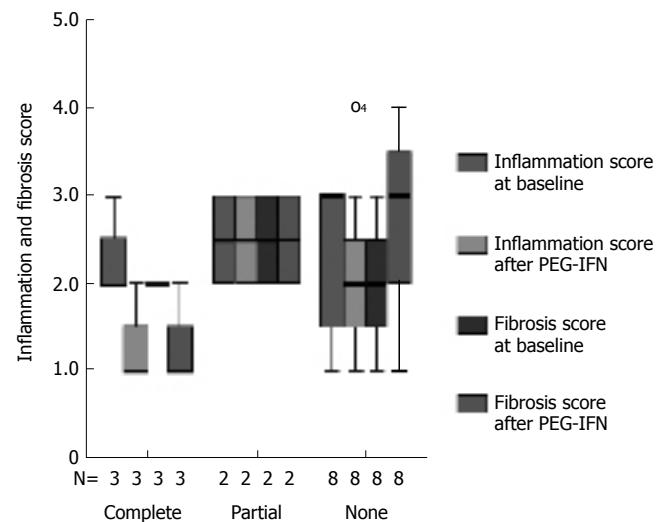 5.0
4.0
3.0
2.0
1.0
0
Inflammation and fibrosis score
O4
N= 3 3 3 3 2 2 2 2 8 8 8 8
Complete Partial None
Inflammation score
at baseline
Inflammation score
after PEG-IFN
Fibrosis score
at baseline
Fibrosis score
after PEG-IFN